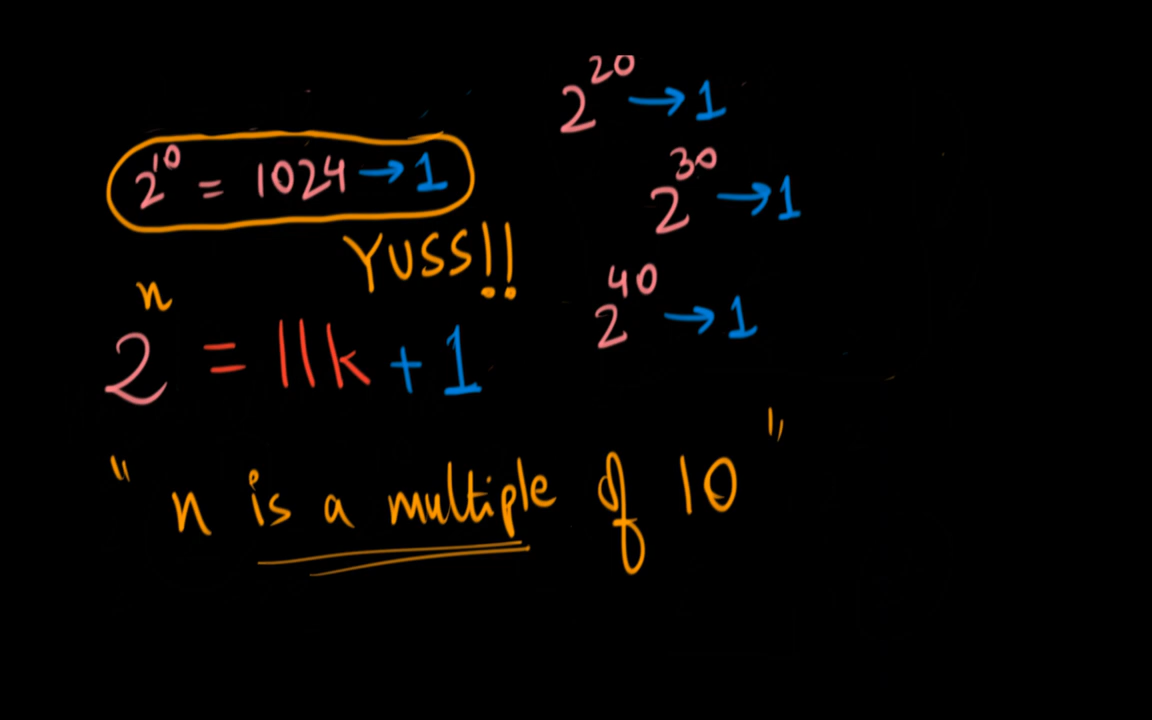 2^20 → 1
2^10 = 1024 → 1
2^30 → 1
YUSS!!
2^40 → 1
2^n = 11k + 1
" n is a multiple of 10 "